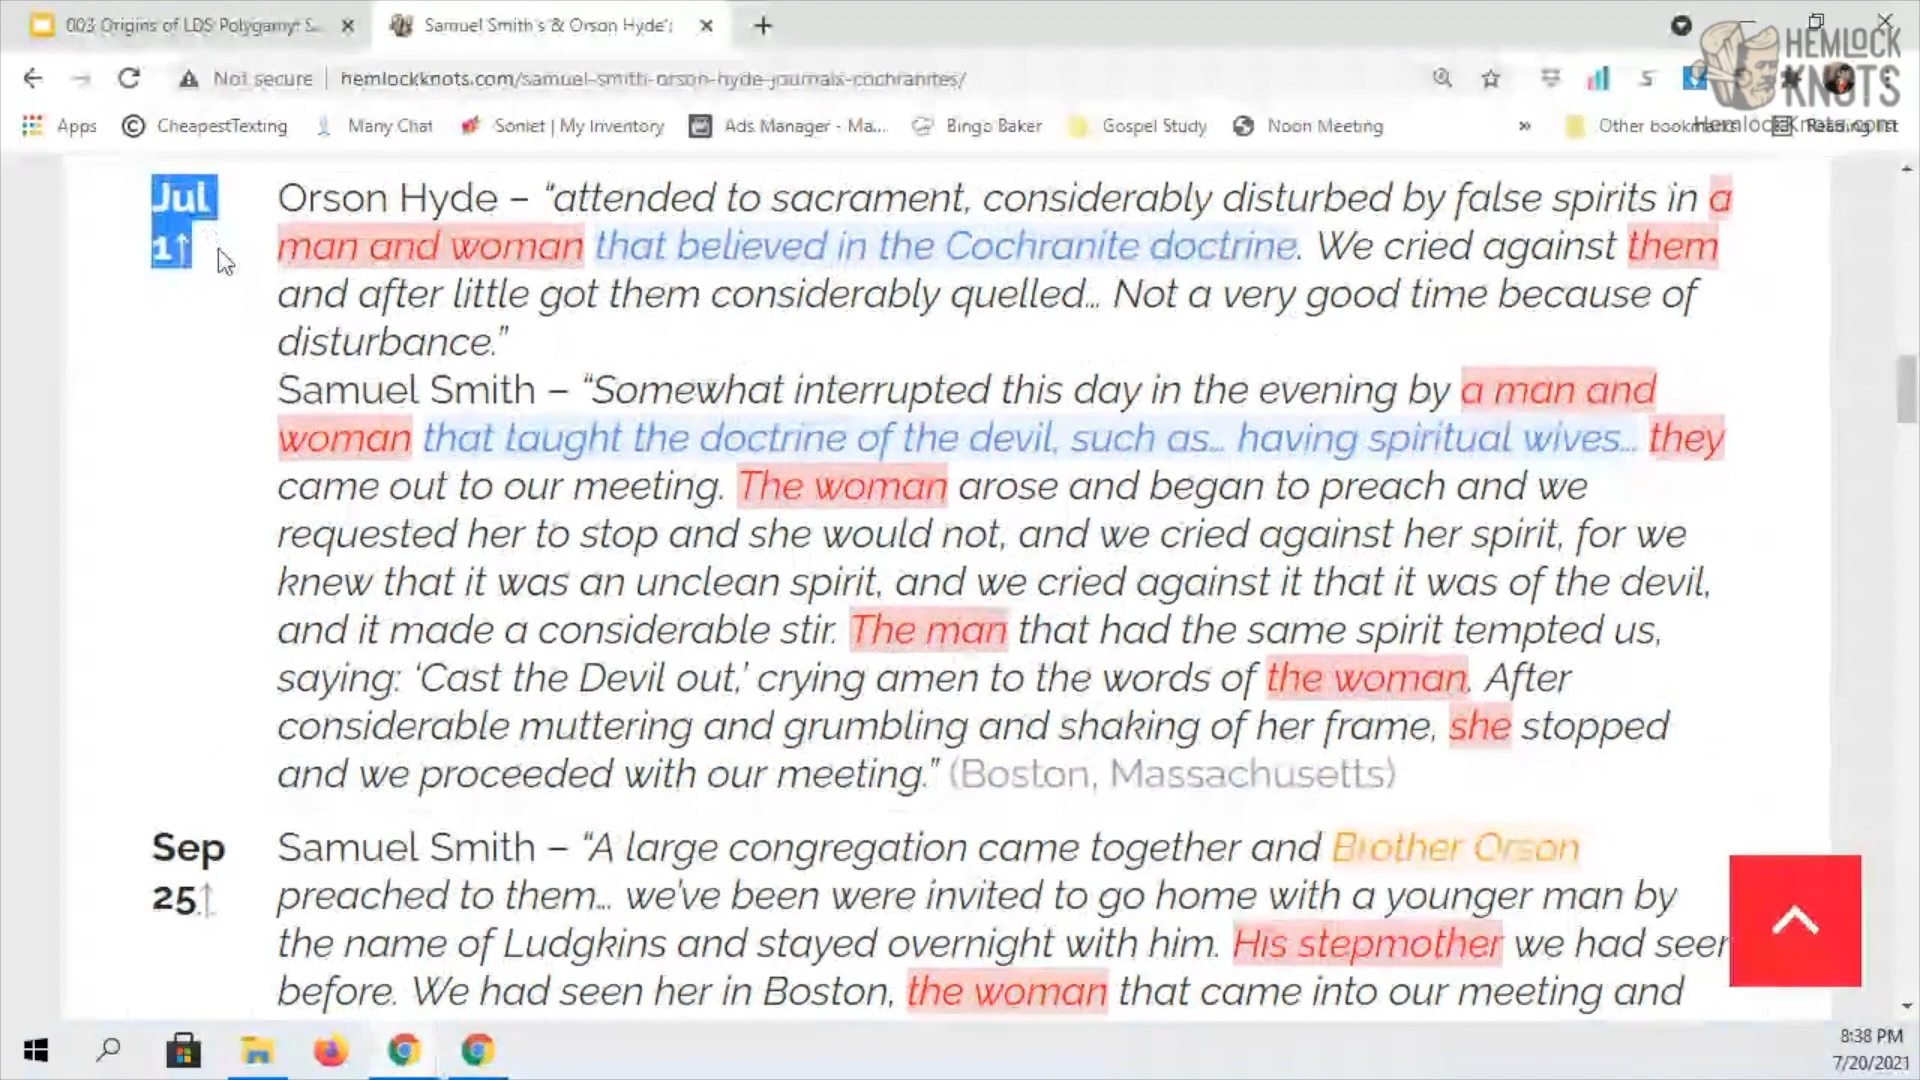 003 Origins of LDS Polygamy: S...
Samuel Smith's & Orson Hyde's
HEMLOCK
KNOTS
HemlockKnots.com
Not secure
hemlockknots.com/samuel-smith-orson-hyde-journals-cochranites/
Apps
CheapestTexting
Many Chat
Soniet | My Inventory
Ads Manager - Ma...
Bingo Baker
Gospel Study
Noon Meeting
»
Other bookmarks
Reading list
Jul
1↑
Orson Hyde – “attended to sacrament, considerably disturbed by false spirits in a
man and woman that believed in the Cochranite doctrine. We cried against them
and after little got them considerably quelled… Not a very good time because of
disturbance.”
Samuel Smith – “Somewhat interrupted this day in the evening by a man and
woman that taught the doctrine of the devil, such as… having spiritual wives… they
came out to our meeting. The woman arose and began to preach and we
requested her to stop and she would not, and we cried against her spirit, for we
knew that it was an unclean spirit, and we cried against it that it was of the devil,
and it made a considerable stir. The man that had the same spirit tempted us,
saying: ‘Cast the Devil out,’ crying amen to the words of the woman. After
considerable muttering and grumbling and shaking of her frame, she stopped
and we proceeded with our meeting.” (Boston, Massachusetts)
Sep
25↑
Samuel Smith – “A large congregation came together and Brother Orson
preached to them… we’ve been were invited to go home with a younger man by
the name of Ludgkins and stayed overnight with him. His stepmother we had seen
before. We had seen her in Boston, the woman that came into our meeting and
8:38 PM
7/20/2021